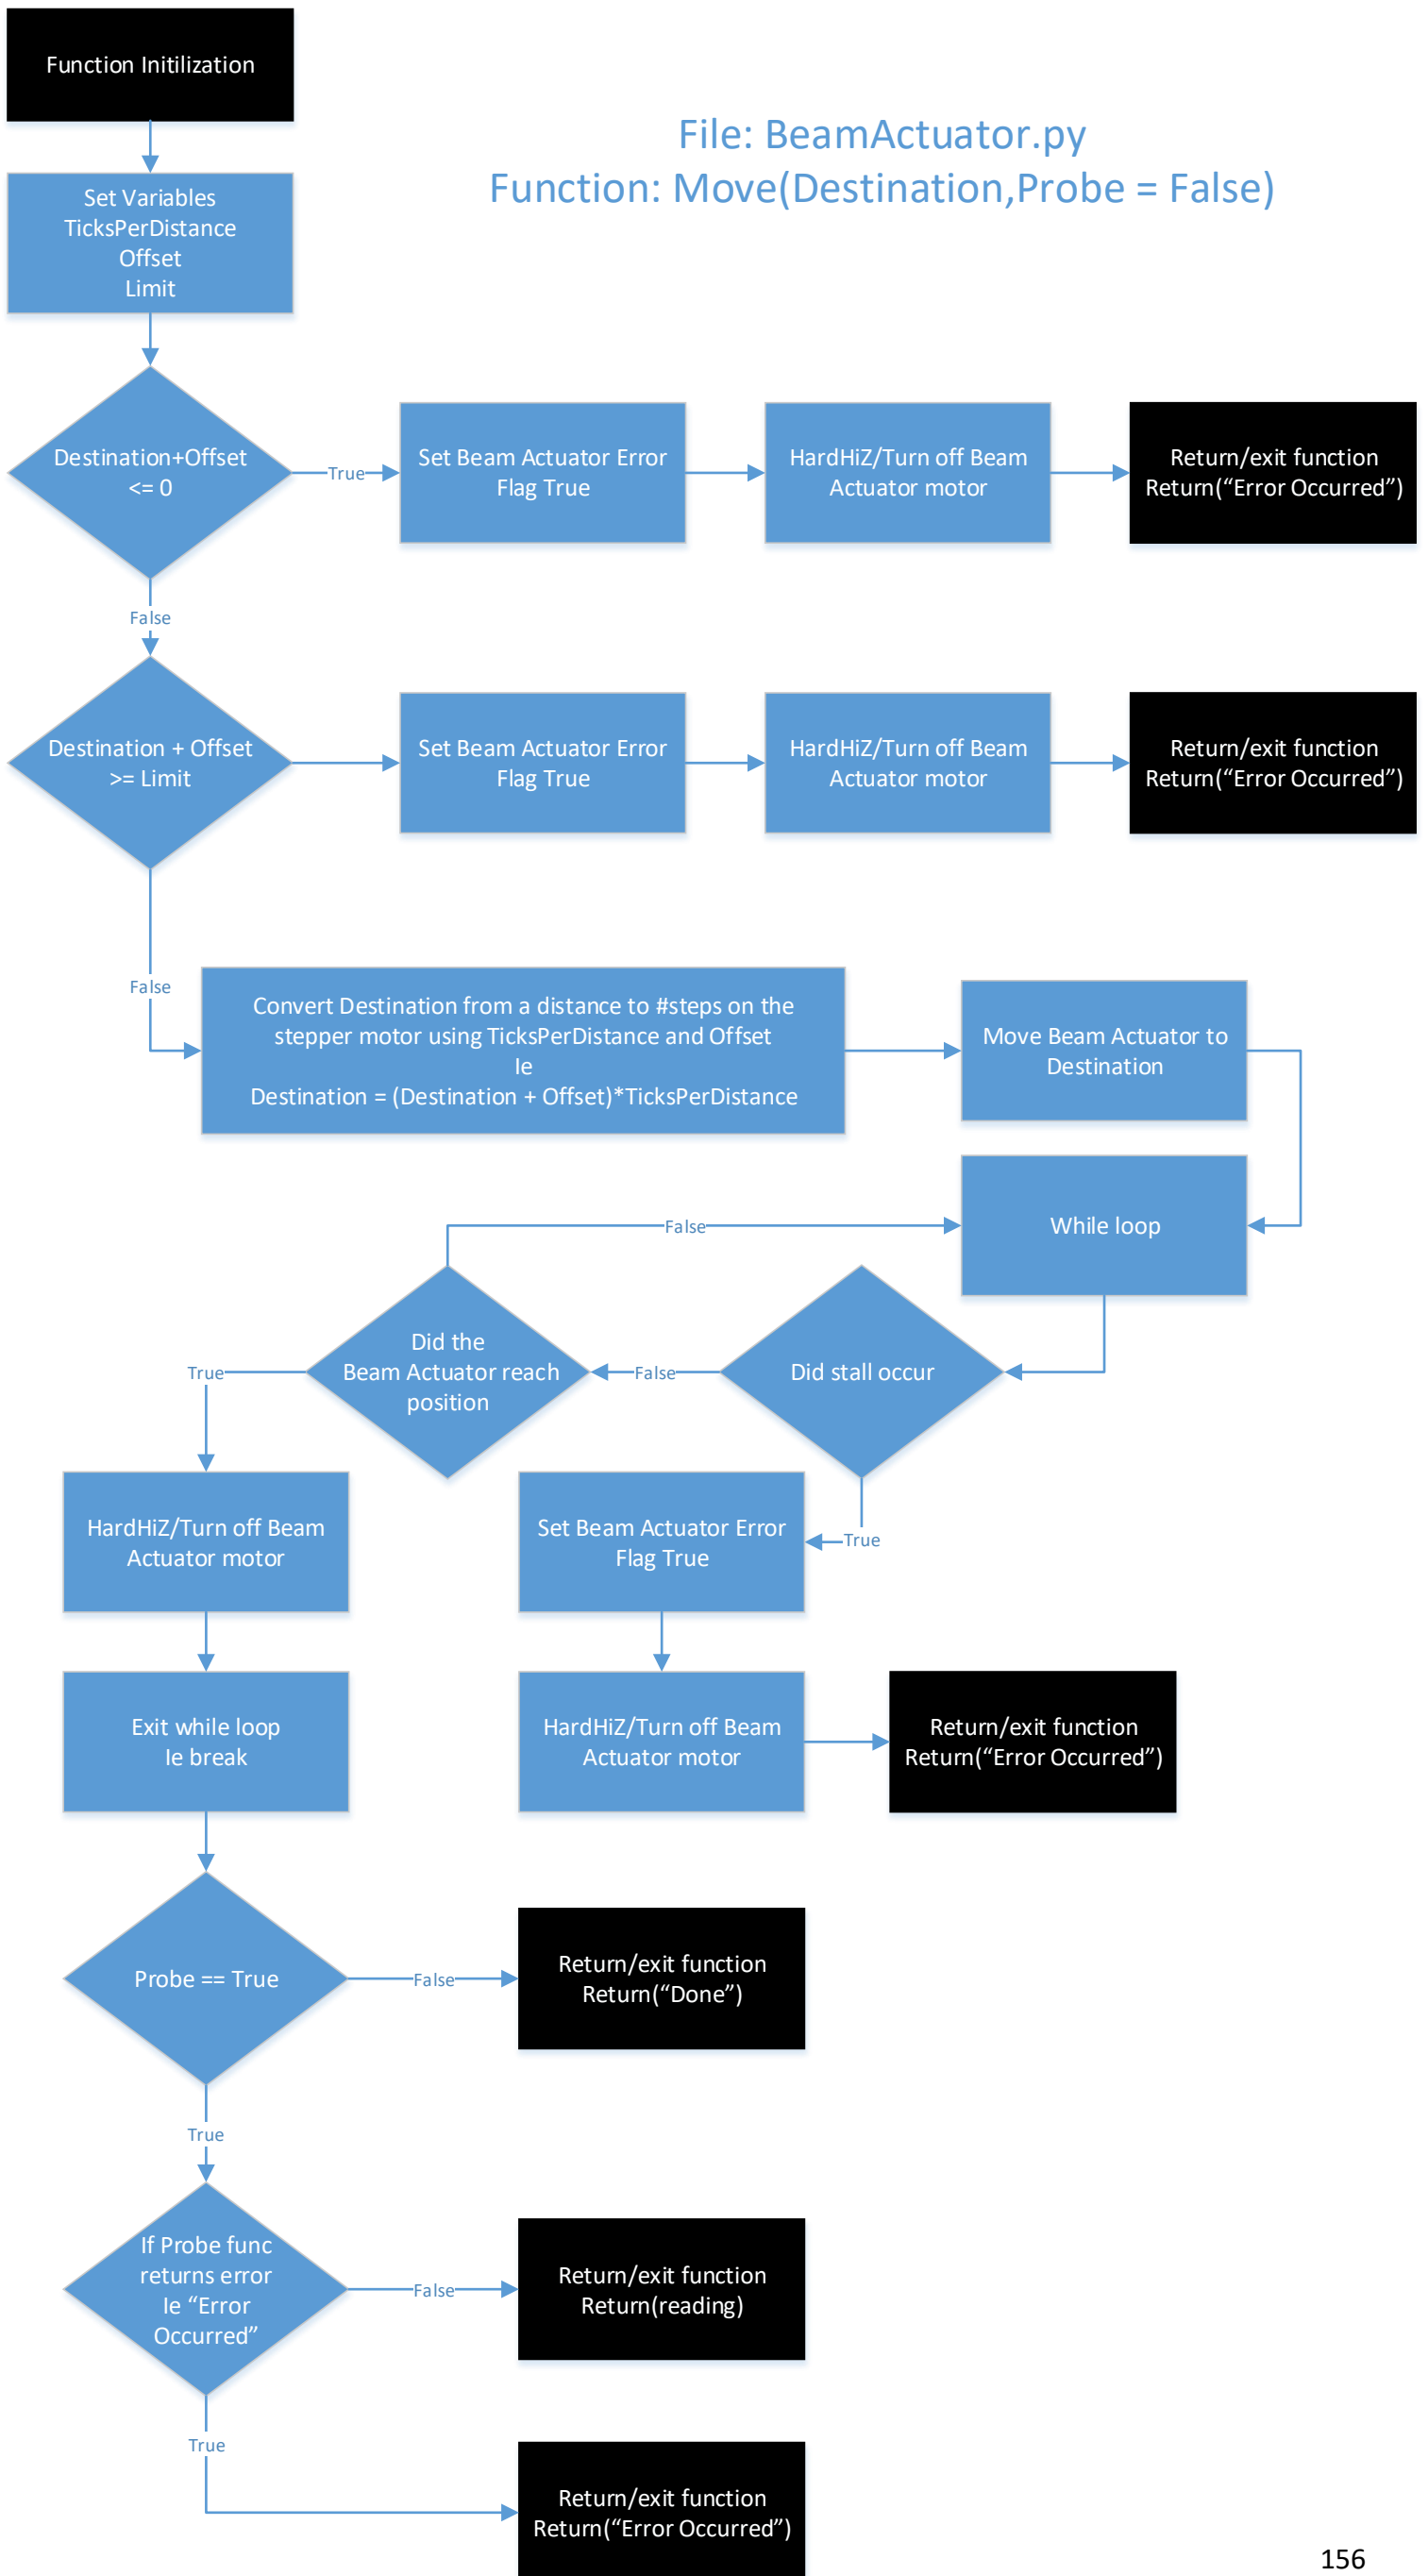 Function Initilization
File: BeamActuator.py
Function: Move(Destination,Probe = False)
Set Variables
TicksPerDistance
Offset
Limit
Destination+Offset
<= 0
True
Set Beam Actuator Error
Flag True
HardHiZ/Turn off Beam
Actuator motor
Return/exit function
Return(“Error Occurred”)
False
Destination + Offset
>= Limit
Set Beam Actuator Error
Flag True
HardHiZ/Turn off Beam
Actuator motor
Return/exit function
Return(“Error Occurred”)
False
Convert Destination from a distance to #steps on the
stepper motor using TicksPerDistance and Offset
Ie
Destination = (Destination + Offset)*TicksPerDistance
Move Beam Actuator to
Destination
While loop
False
Did stall occur
False
Did the
Beam Actuator reach
position
True
True
HardHiZ/Turn off Beam
Actuator motor
Set Beam Actuator Error
Flag True
Exit while loop
Ie break
HardHiZ/Turn off Beam
Actuator motor
Return/exit function
Return(“Error Occurred”)
Probe == True
False
Return/exit function
Return(“Done”)
True
If Probe func
returns error
Ie “Error
Occurred”
False
Return/exit function
Return(reading)
True
Return/exit function
Return(“Error Occurred”)
156